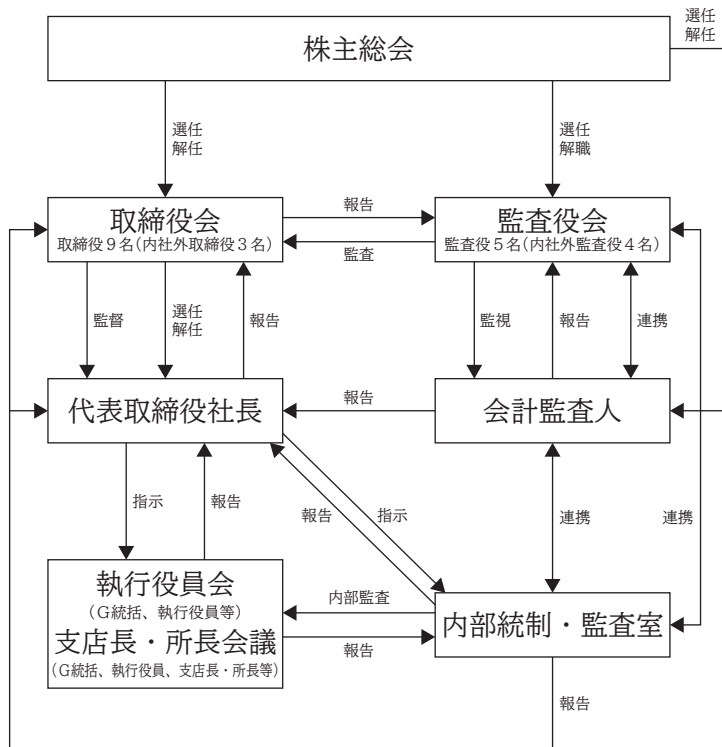 選任
解任
株主総会
選任
解任
選任
解職
取締役会
取締役9名(内社外取締役3名)
報告
監査
監査役会
監査役5名(内社外監査役4名)
監督
選任
解任
報告
監視
報告
連携
代表取締役社長
報告
会計監査人
指示
報告
報告
指示
連携
連携
執行役員会
(G統括、執行役員等)
支店長・所長会議
(G統括、執行役員、支店長・所長等)
内部監査
報告
内部統制・監査室
報告